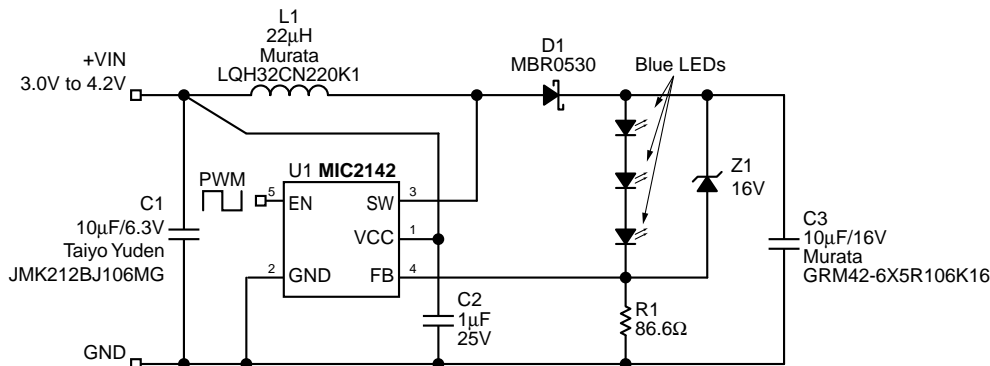 L1
22µH
Murata
LQH32CN220K1
+VIN
3.0V to 4.2V
D1
MBR0530
Blue LEDs
U1 MIC2142
PWM
5
EN
SW
3
VCC
1
2
GND
FB
4
C1
10µF/6.3V
Taiyo Yuden
JMK212BJ106MG
Z1
16V
C3
10µF/16V
Murata
GRM42-6X5R106K16
C2
1µF
25V
R1
86.6Ω
GND